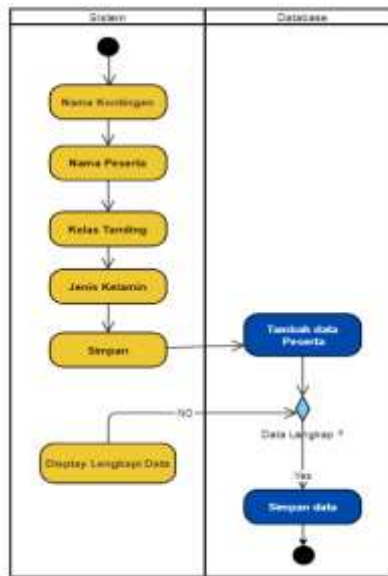 Sistem
Database
Nama Kontingen
Nama Peserta
Kelas Tanding
Jenis Kelamin
Simpan
Tambah data
Peserta
NO
Data Lengkap ?
Display Lengkapi Data
Yes
Simpan data